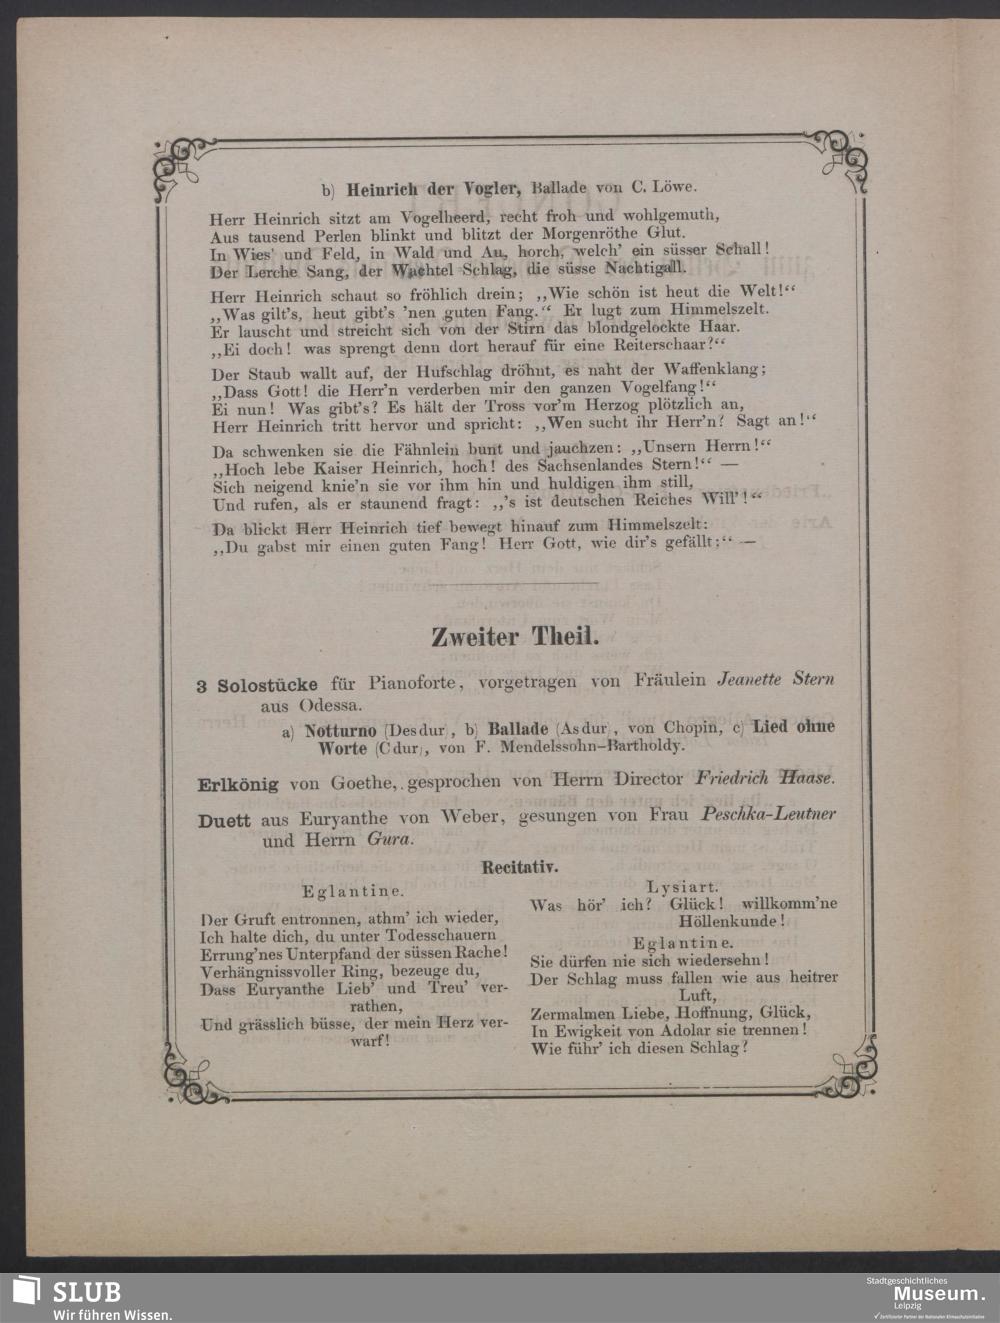 b) Heinrich der Vogler, Ballade von C. Löwe.
Herr Heinrich sitzt am Vogelheerd, recht froh und wohlgemuth,
Aus tausend Perlen blinkt und blitzt der Morgenröthe Glut.
In Wies' und Feld, in Wald und Au, horch, welch' ein süsser Schall!
Der Lerche Sang, der Wachtel Schlag, die süsse Nachtigall.
Herr Heinrich schaut so fröhlich drein; „Wie schön ist heut die Welt!“
„Was gilt's, heut gibt's 'nen guten Fang.“ Er lugt zum Himmelszelt.
Er lauscht und streicht sich von der Stirn das blondgelockte Haar.
„Ei doch! was sprengt denn dort herauf für eine Reiterschaar?“
Der Staub wallt auf, der Hufschlag dröhnt, es naht der Waffenklang;
„Dass Gott! die Herr'n verderben mir den ganzen Vogelfang!“
Ei nun! Was gibt's? Es hält der Tross vor'm Herzog plötzlich an,
Herr Heinrich tritt hervor und spricht: „Wen sucht ihr Herr'n? Sagt an!“
Da schwenken sie die Fähnlein bunt und jauchzen: „Unsern Herrn!“
„Hoch lebe Kaiser Heinrich, hoch! des Sachsenlandes Stern!“ —
Sich neigend knie'n sie vor ihm hin und huldigen ihm still,
Und rufen, als er staunend fragt: „'s ist deutschen Reiches Will'!“
Da blickt Herr Heinrich tief bewegt hinauf zum Himmelszelt:
„Du gabst mir einen guten Fang! Herr Gott, wie dir's gefällt;“ —
Zweiter Theil.
3 Solostücke für Pianoforte, vorgetragen von Fräulein Jeanette Stern
aus Odessa.
a) Notturno (Des dur), b) Ballade (As dur), von Chopin, c) Lied ohne
Worte (C dur), von F. Mendelssohn-Bartholdy.
Erlkönig von Goethe, gesprochen von Herrn Director Friedrich Haase.
Duett aus Euryanthe von Weber, gesungen von Frau Peschka-Leutner
und Herrn Gura.
Recitativ.
Eglantine.
Der Gruft entronnen, athm' ich wieder,
Ich halte dich, du unter Todesschauern
Errung'nes Unterpfand der süssen Rache!
Verhängnissvoller Ring, bezeuge du,
Dass Euryanthe Lieb' und Treu' ver-
rathen,
Und grässlich büsse, der mein Herz ver-
warf!
Lysiart.
Was hör' ich? Glück! willkomm'ne
Höllenkunde!
Eglantine.
Sie dürfen nie sich wiedersehn!
Der Schlag muss fallen wie aus heitrer
Luft,
Zermalmen Liebe, Hoffnung, Glück,
In Ewigkeit von Adolar sie trennen!
Wie führ' ich diesen Schlag?
SLUB
Wir führen Wissen.
Stadtgeschichtliches
Museum.
Leipzig
Zertifizierter Partner der Nationalen Klimaschutzinitiative